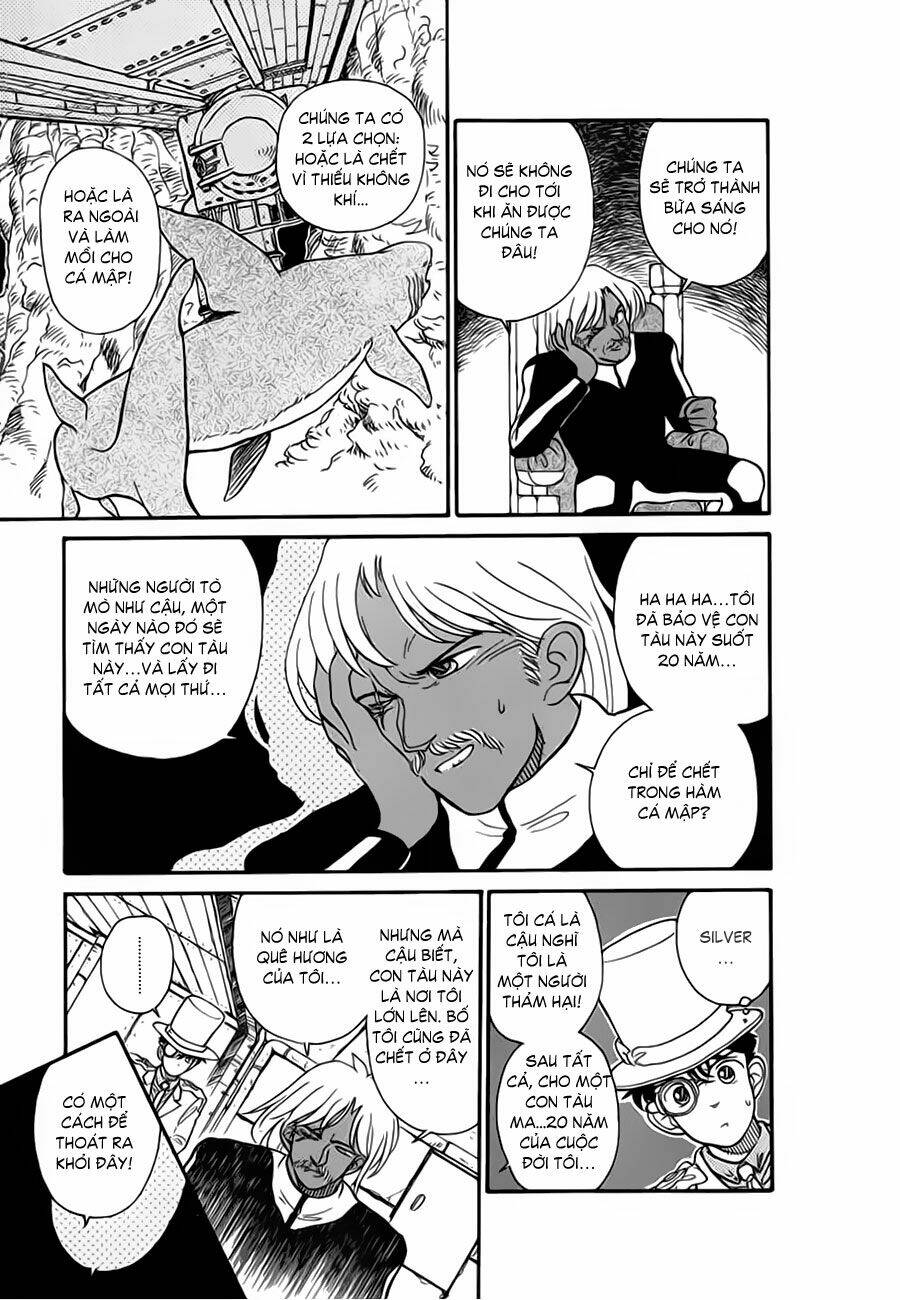 CHÚNG TA
SẼ TRỞ THÀNH
BỮA SÁNG
CHO NÓ!
NÓ SẼ KHÔNG
ĐI CHO TỚI
KHI ĂN ĐƯỢC
CHÚNG TA
ĐÂU!
CHÚNG TA CÓ
2 LỰA CHỌN:
HOẶC LÀ CHẾT
VÌ THIẾU KHÔNG
KHÍ...
HOẶC LÀ
RA NGOÀI
VÀ LÀM
MỒI CHO
CÁ MẬP!
HA HA HA...TÔI
ĐÃ BẢO VỆ CON
TÀU NÀY SUỐT
20 NĂM...
CHỈ ĐỂ CHẾT
TRONG HÀM
CÁ MẬP?
NHỮNG NGƯỜI TÒ
MÒ NHƯ CẬU, MỘT
NGÀY NÀO ĐÓ SẼ
TÌM THẤY CON TÀU
NÀY...VÀ LẤY ĐI
TẤT CẢ MỌI THỨ...
SILVER
...
TÔI CÁ LÀ
CẬU NGHĨ
TÔI LÀ
MỘT NGƯỜI
THẢM HẠI!
SAU TẤT
CẢ, CHO MỘT
CON TÀU
MA...20 NĂM
CỦA CUỘC
ĐỜI TÔI...
NHƯNG MÀ
CẬU BIẾT,
CON TÀU NÀY
LÀ NƠI TÔI
LỚN LÊN. BỐ
TÔI CŨNG ĐÃ
CHẾT Ở ĐÂY
...
NÓ NHƯ LÀ
QUÊ HƯƠNG
CỦA TÔI...
.........
CÓ MỘT
CÁCH ĐỂ
THOÁT RA
KHỎI ĐÂY!